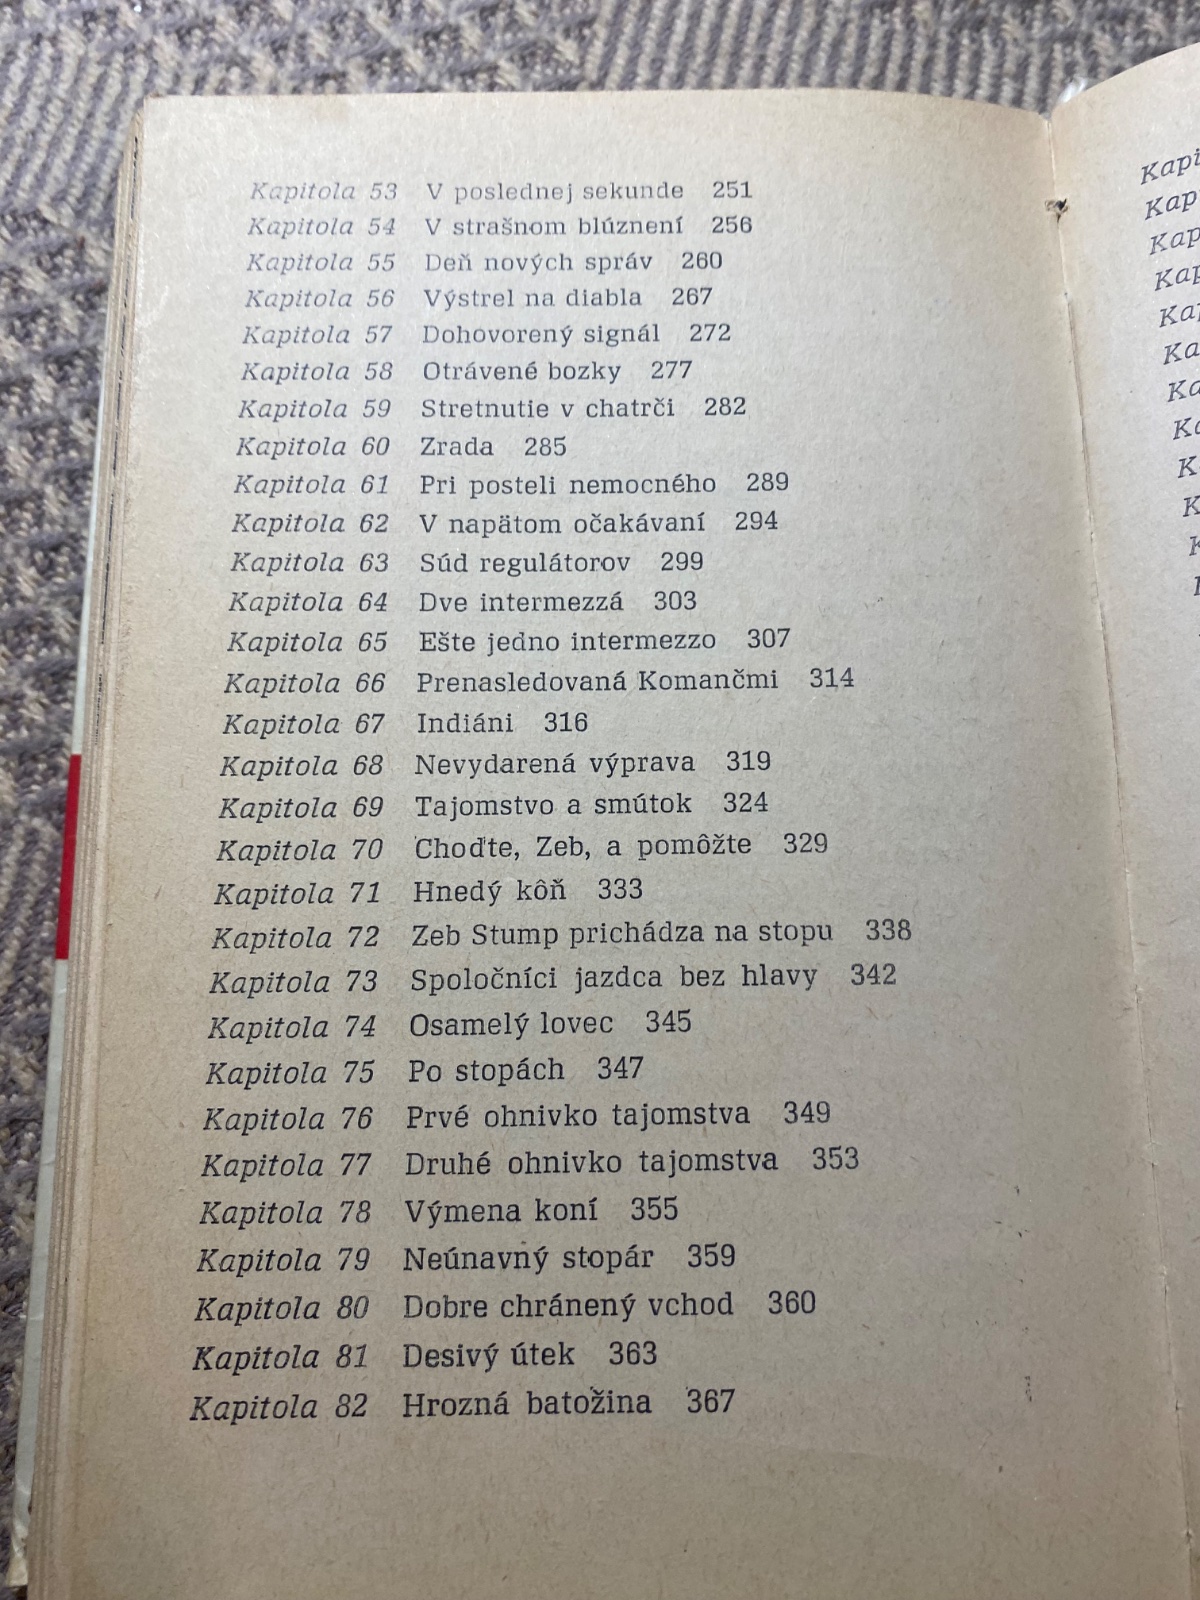 Kapitola 53 V poslednej sekunde 251
Kapitola 54 V strašnom blúznení 256
Kapitola 55 Deň nových správ 260
Kapitola 56 Výstrel na diabla 267
Kapitola 57 Dohovorený signál 272
Kapitola 58 Otrávené bozky 277
Kapitola 59 Stretnutie v chatrči 282
Kapitola 60 Zrada 285
Kapitola 61 Pri posteli nemocného 289
Kapitola 62 V napätom očakávaní 294
Kapitola 63 Súd regulátorov 299
Kapitola 64 Dve intermezzá 303
Kapitola 65 Ešte jedno intermezzo 307
Kapitola 66 Prenasledovaná Komančmi 314
Kapitola 67 Indiáni 316
Kapitola 68 Nevydarená výprava 319
Kapitola 69 Tajomstvo a smútok 324
Kapitola 70 Choďte, Zeb, a pomôžte 329
Kapitola 71 Hnedý kôň 333
Kapitola 72 Zeb Stump prichádza na stopu 338
Kapitola 73 Spoločníci jazdca bez hlavy 342
Kapitola 74 Osamelý lovec 345
Kapitola 75 Po stopách 347
Kapitola 76 Prvé ohnivko tajomstva 349
Kapitola 77 Druhé ohnivko tajomstva 353
Kapitola 78 Výmena koní 355
Kapitola 79 Neúnavný stopár 359
Kapitola 80 Dobre chránený vchod 360
Kapitola 81 Desivý útek 363
Kapitola 82 Hrozná batožina 367